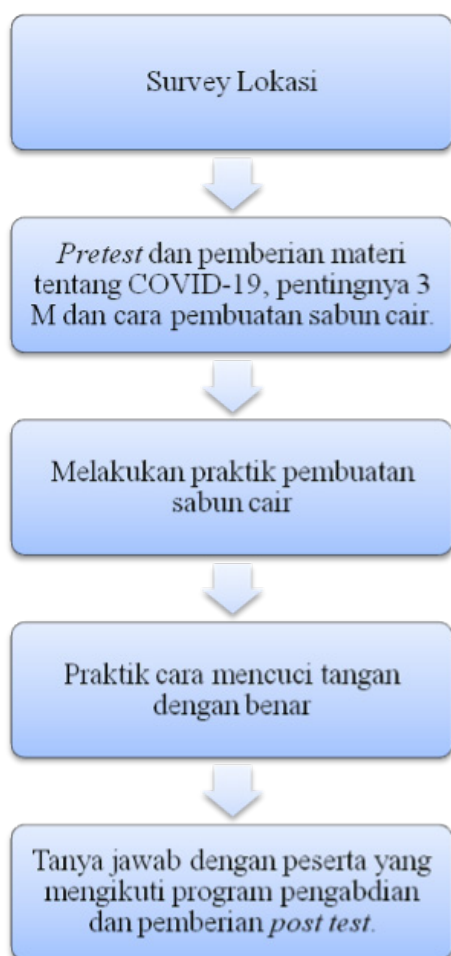 Survey Lokasi
Pretest dan pemberian materi
tentang COVID-19, pentingnya 3
M dan cara pembuatan sabun cair.
Melakukan praktik pembuatan
sabun cair
Praktik cara mencuci tangan
dengan benar
Tanya jawab dengan peserta yang
mengikuti program pengabdian
dan pemberian post test.